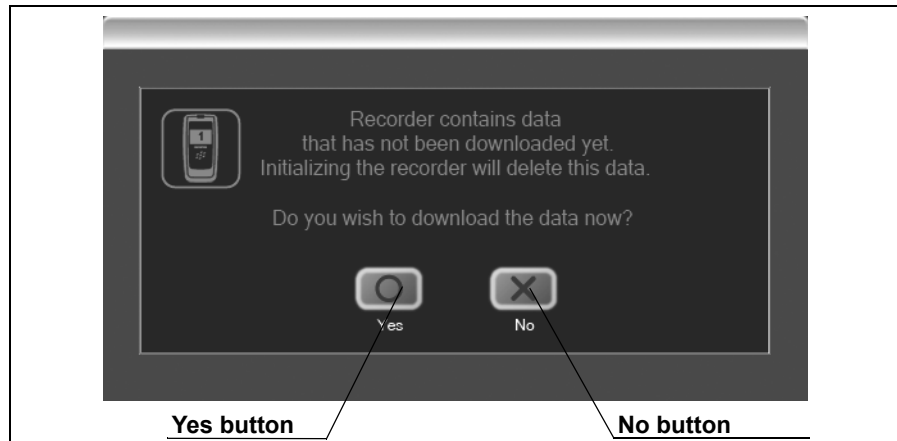 1
Recorder contains data
that has not been downloaded yet.
Initializing the recorder will delete this data.
Do you wish to download the data now?
Yes
No
Yes button
No button